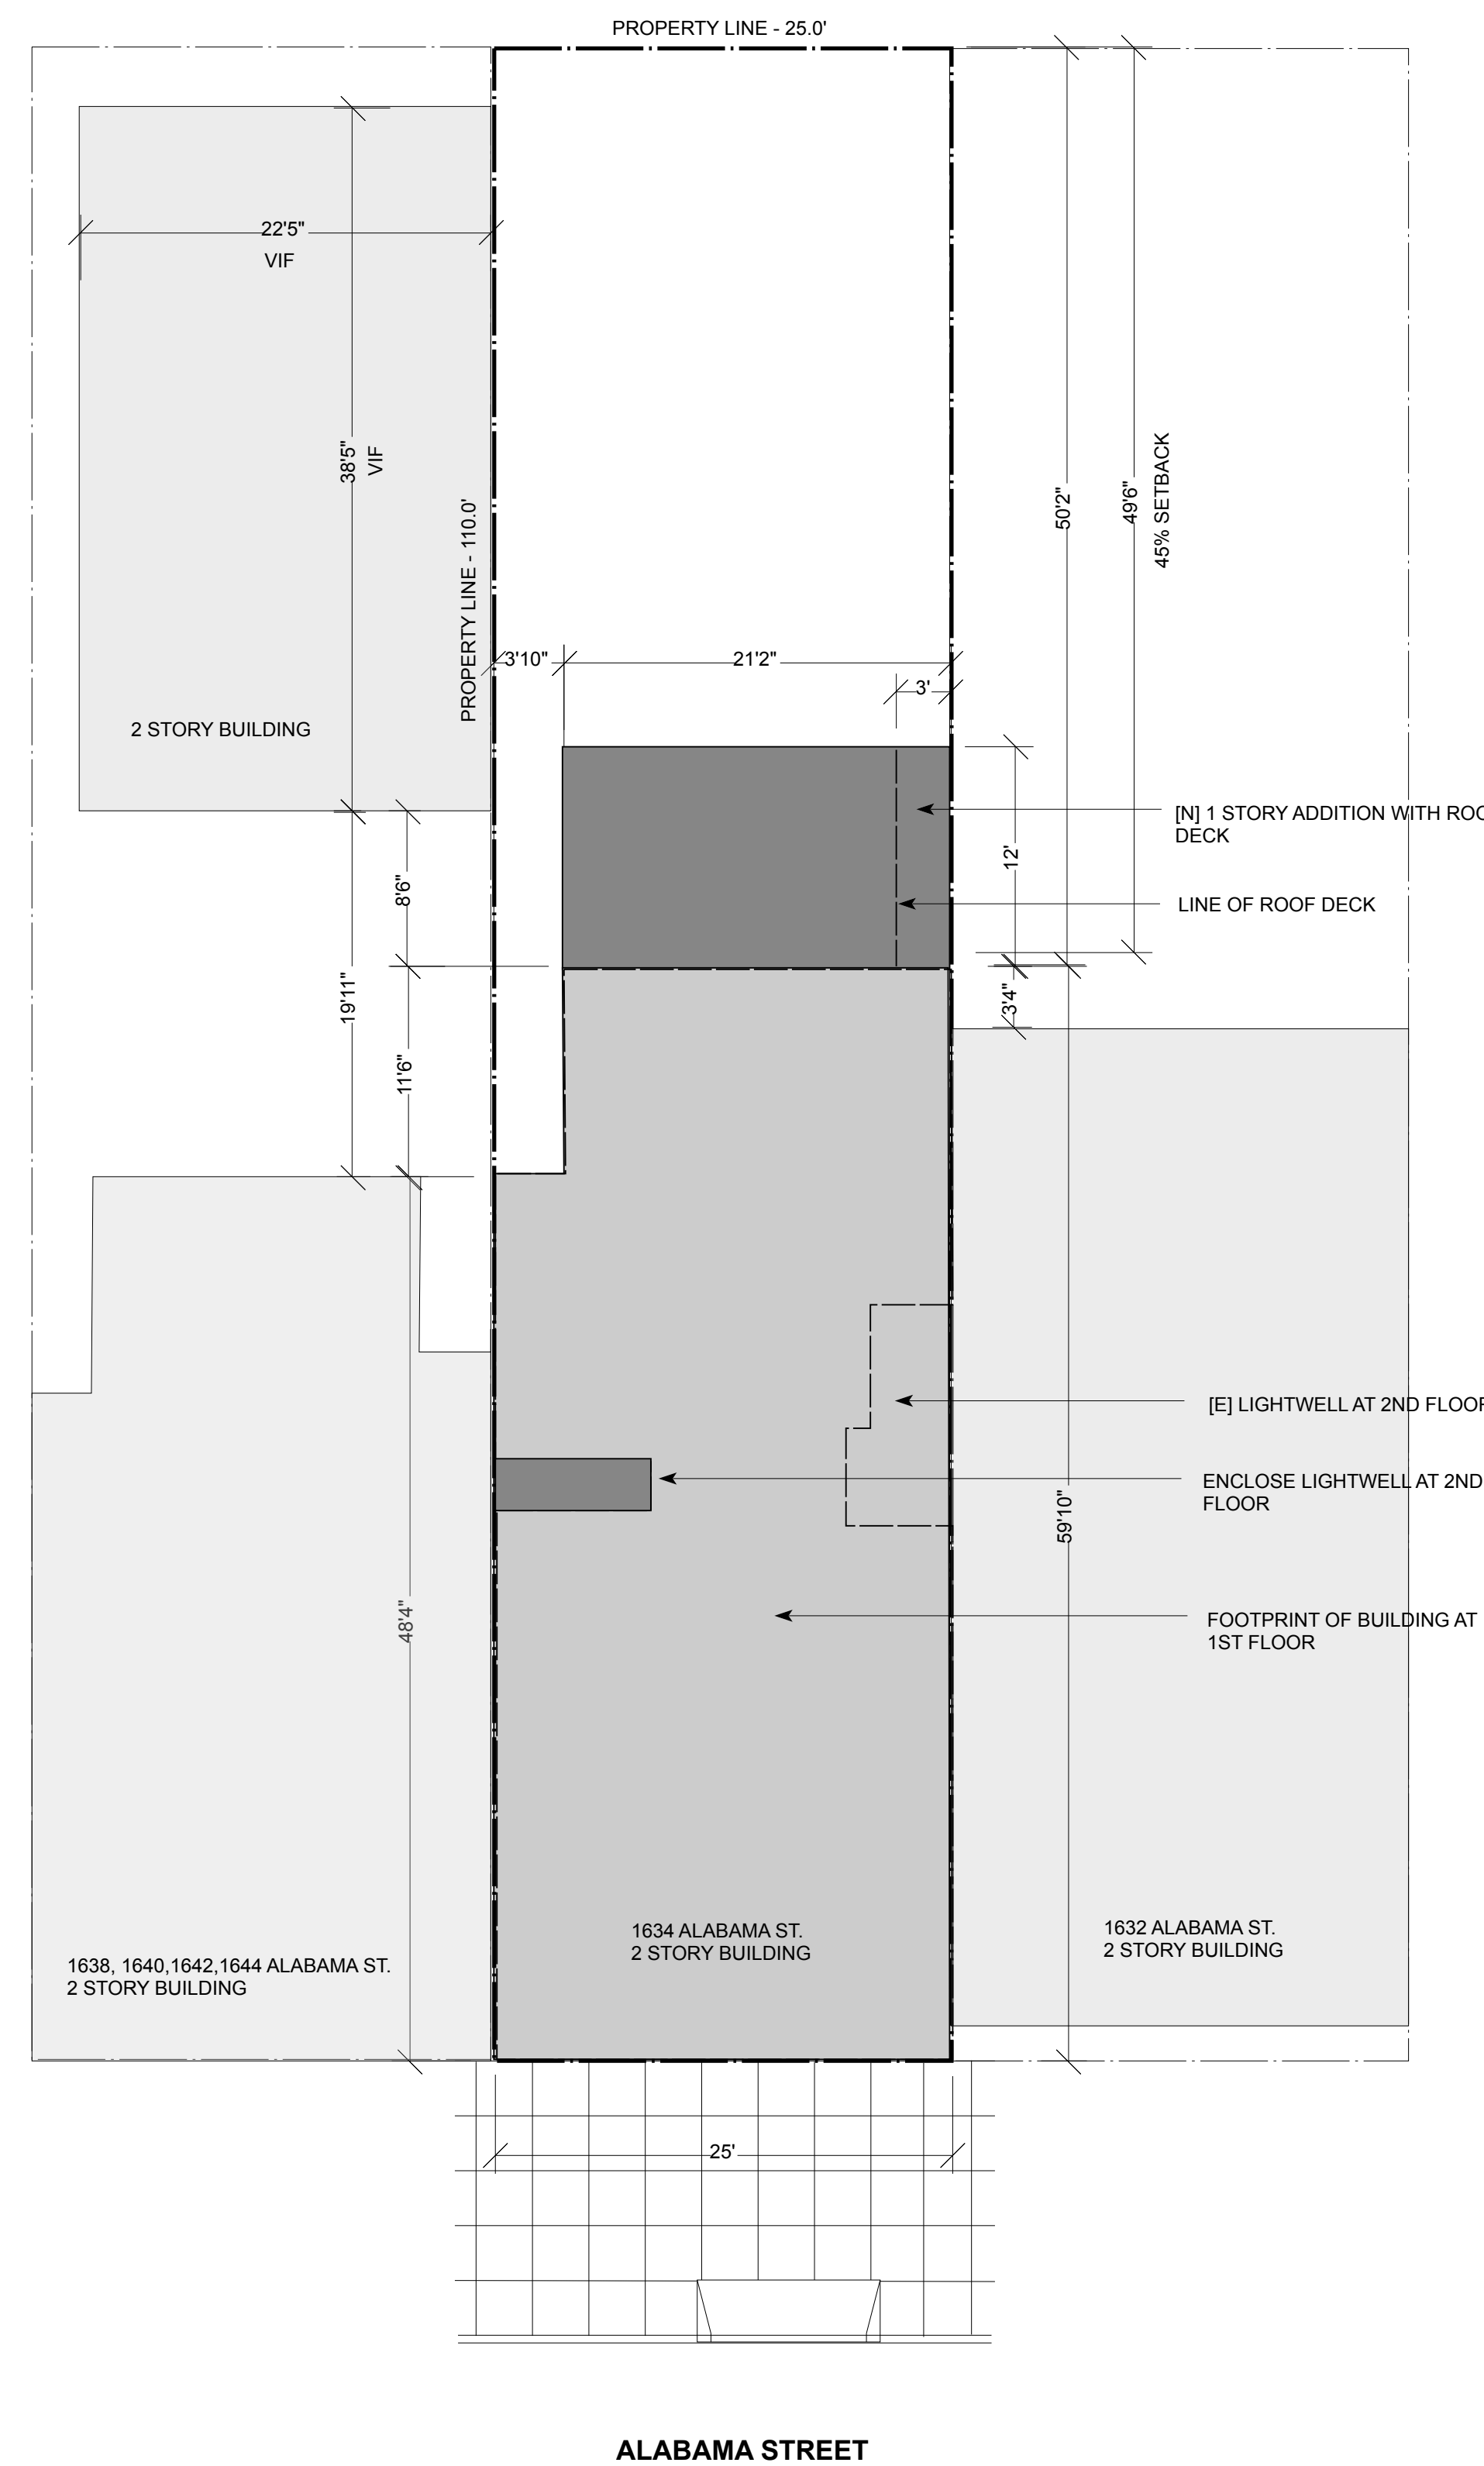 PROPERTY LINE - 25.0'
22'5"
VIF
38'5"
VIF
PROPERTY LINE - 110.0'
50'2"
49'6"
45% SETBACK
3'10"
21'2"
3'
2 STORY BUILDING
[N] 1 STORY ADDITION WITH
DECK
12'
8'6"
LINE OF ROOF DECK
19'11"
3'4"
11'6"
[E] LIGHTWELL AT 2ND FLOOR
ENCLOSE LIGHTWELL AT 2ND
FLOOR
59'10"
48'4"
FOOTPRINT OF BUILDING AT
1ST FLOOR
1634 ALABAMA ST.
2 STORY BUILDING
1632 ALABAMA ST.
2 STORY BUILDING
1638, 1640,1642,1644 ALABAMA ST.
2 STORY BUILDING
25'
ALABAMA STREET